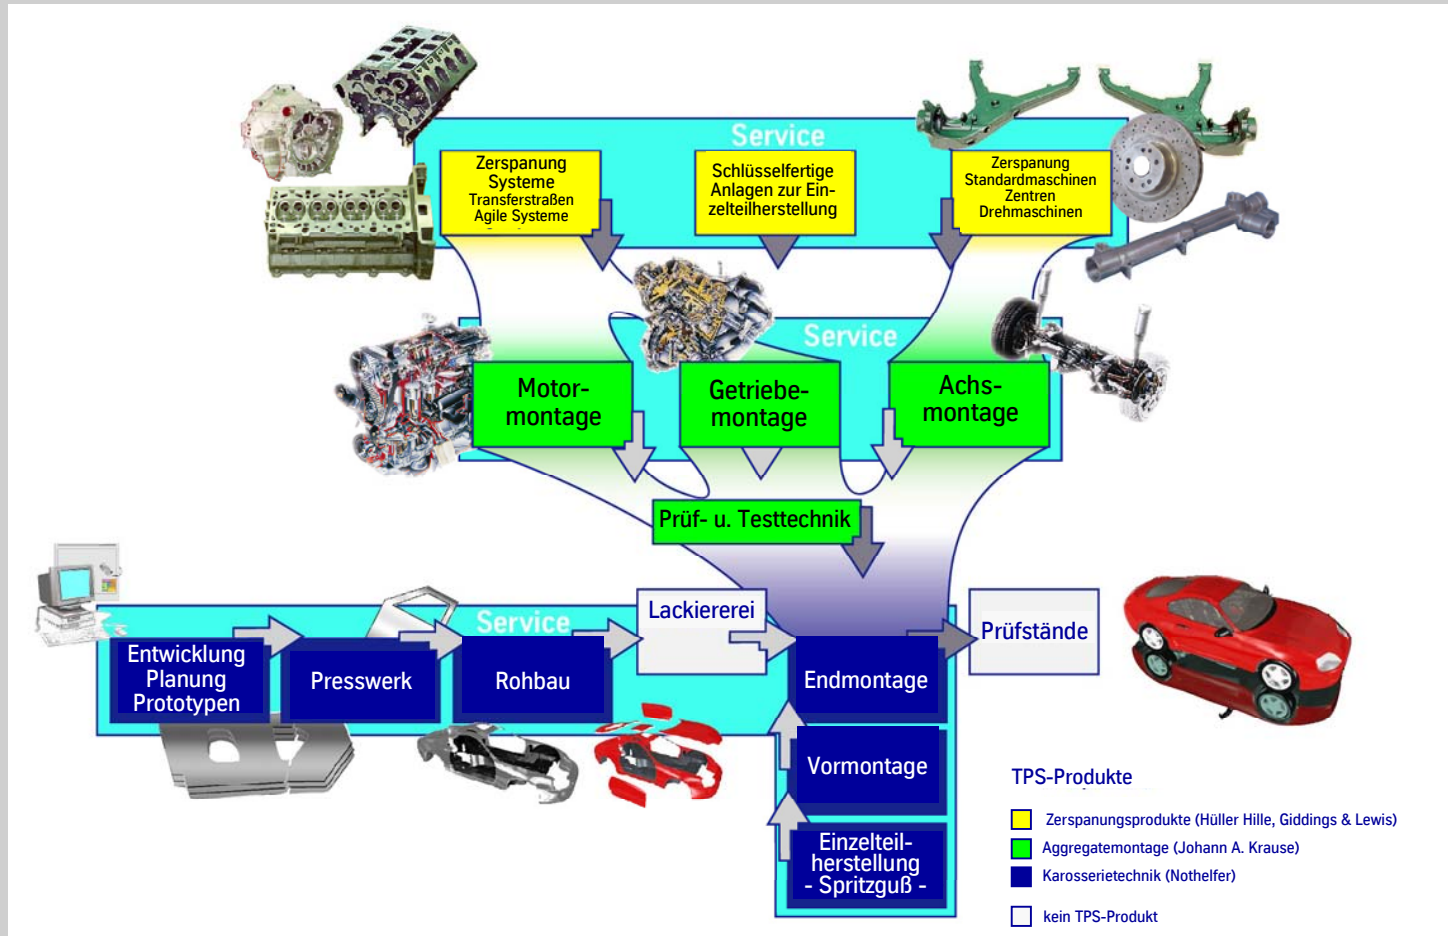 Service
Zerspanung
Systeme
Transferstraßen
Agile Systeme
Schlüsselfertige
Anlagen zur Ein-
zelteilherstellung
Zerspanung
Standardmaschinen
Zentren
Drehmaschinen
Service
Motor-
montage
Getriebe-
montage
Achs-
montage
Prüf- u. Testtechnik
Service
Entwicklung
Planung
Prototypen
Presswerk
Rohbau
Lackiererei
Endmontage
Prüfstände
Vormontage
Einzelteil-
herstellung
- Spritzguß -
TPS-Produkte
Zerspanungsprodukte (Hüller Hille, Giddings & Lewis)
Aggregatemontage (Johann A. Krause)
Karosserietechnik (Nothelfer)
kein TPS-Produkt